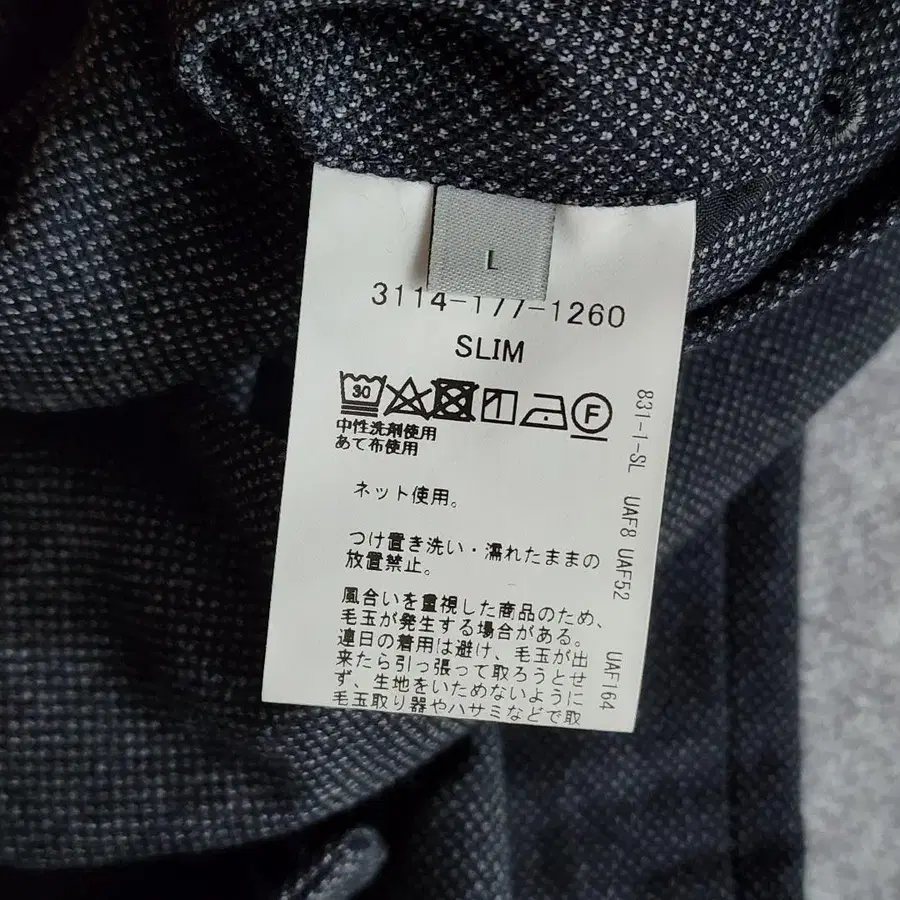 L
3114-177-1260
SLIM
30
F
中性洗剤使用
あて布使用
ネット使用。
つけ置き洗い・濡れたままの
放置禁止。
風合いを重視した商品のため、
毛玉が発生する場合がある。
連日の着用は避け、毛玉が出
来たら引っ張って取ろうとせ
ず、生地をいためないように
毛玉取り器やハサミなどで取
831-1-SL UAF8 UAF52 UAF164